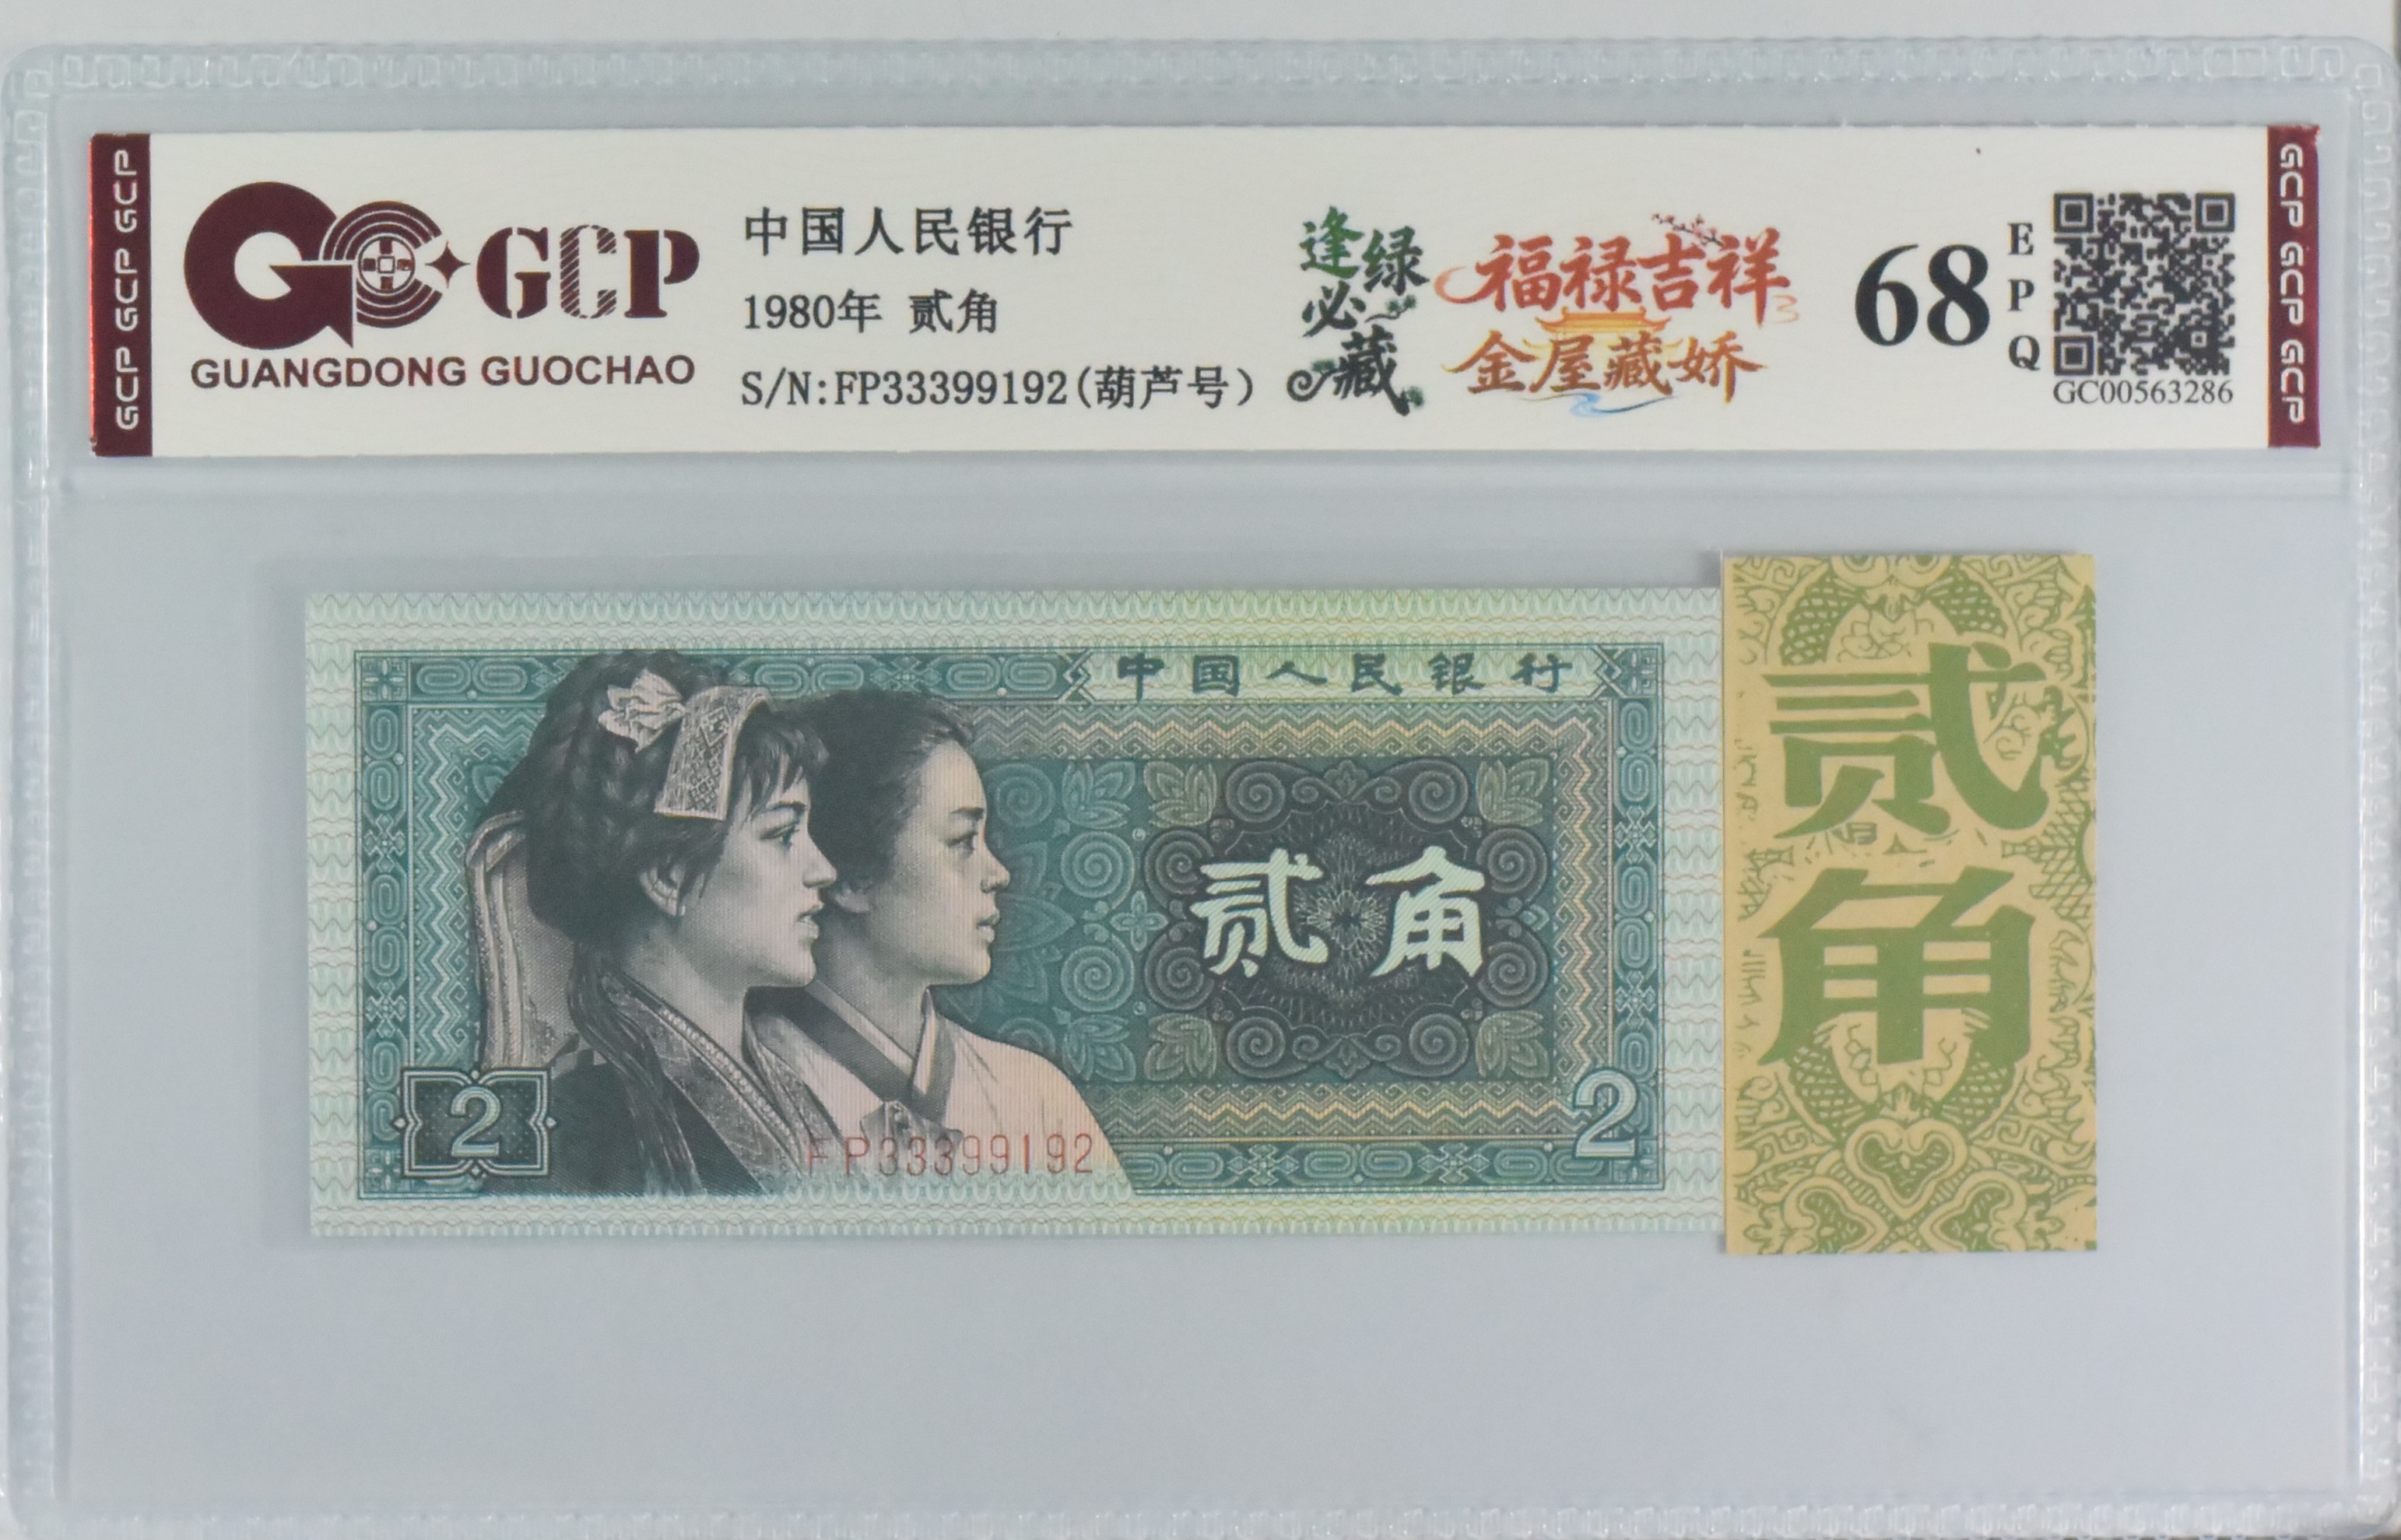 GCP GCP GCP
GCP
GUANGDONG GUOCHAO
中国人民银行
1980年 贰角
S/N:FP33399192(葫芦号)
逢绿必藏
福禄吉祥
金屋藏娇
68
EPQ
GC00563286
GCP GCP GCP
中国人民银行
贰角
2
2
FP33399192
贰角